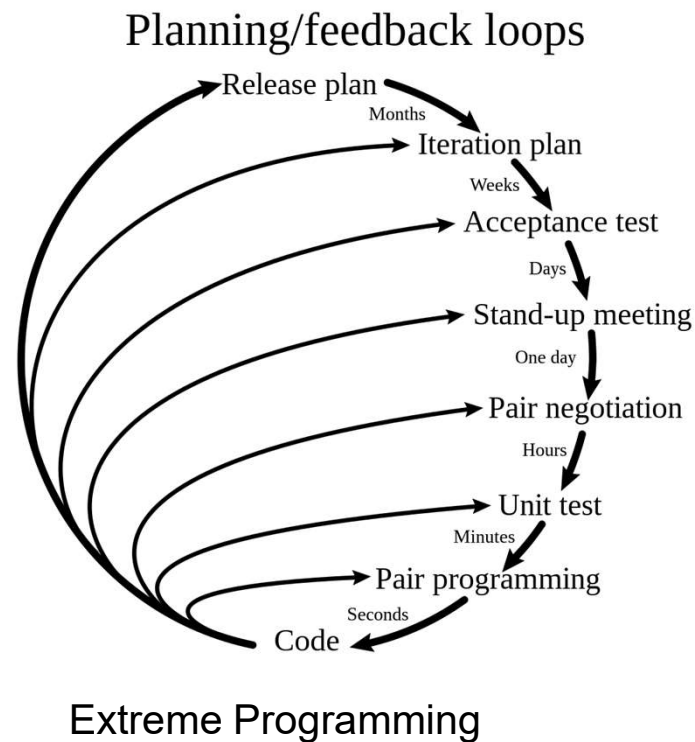 Planning/feedback loops
Release plan
Months
Iteration plan
Weeks
Acceptance test
Days
Stand-up meeting
One day
Pair negotiation
Hours
Unit test
Minutes
Pair programming
Seconds
Code
Extreme Programming